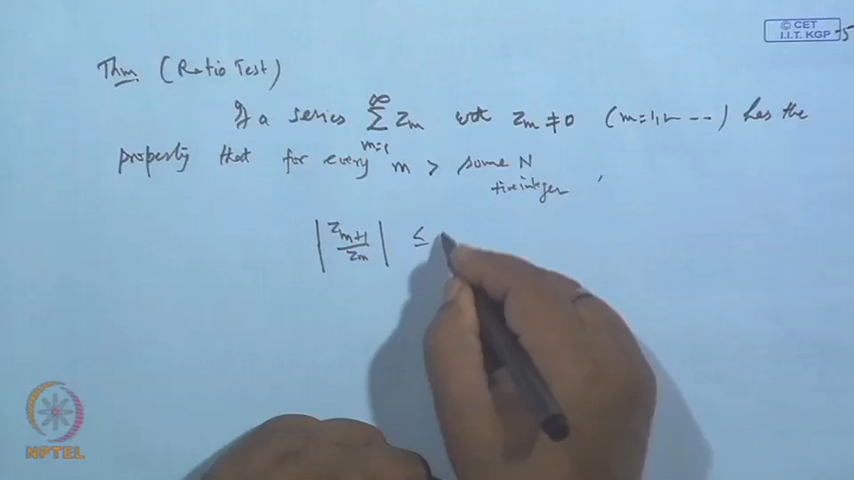 © CET
I.I.T. KGP
Thm (Ratio Test)
If a series ∑_{m=1}^{∞} z_m with z_m ≠ 0 (m=1,2 ---) has the
property that for every m > some N
+ve integer,
|z_{m+1}/z_m| ≤
NPTEL